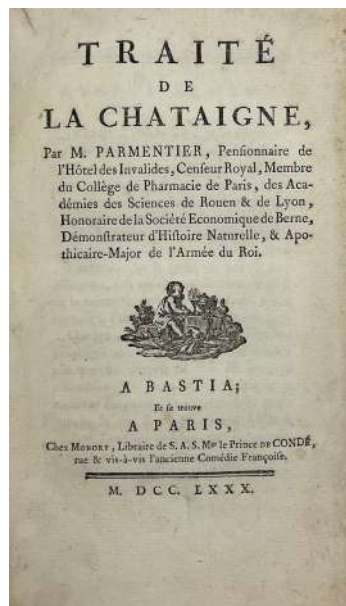 TRAITÉ
DE
LA CHATAIGNE,
Par M. PARMENTIER, Penſionnaire de
l'Hôtel des Invalides, Cenſeur Royal, Membre
du Collège de Pharmacie de Paris, des Aca-
démies des Sciences de Rouen & de Lyon,
Honoraire de la Société Economique de Berne,
Démonſtrateur d'Hiſtoire Naturelle, & Apo-
thicaire-Major de l'Armée du Roi.
A BASTIA;
Et ſe trouve
A PARIS,
Chez MONORY, Libraire de S. A. S. Mgr le Prince DE CONDÉ,
rue & vis-à-vis l'ancienne Comédie Françoiſe.
M. DCC. LXXX.